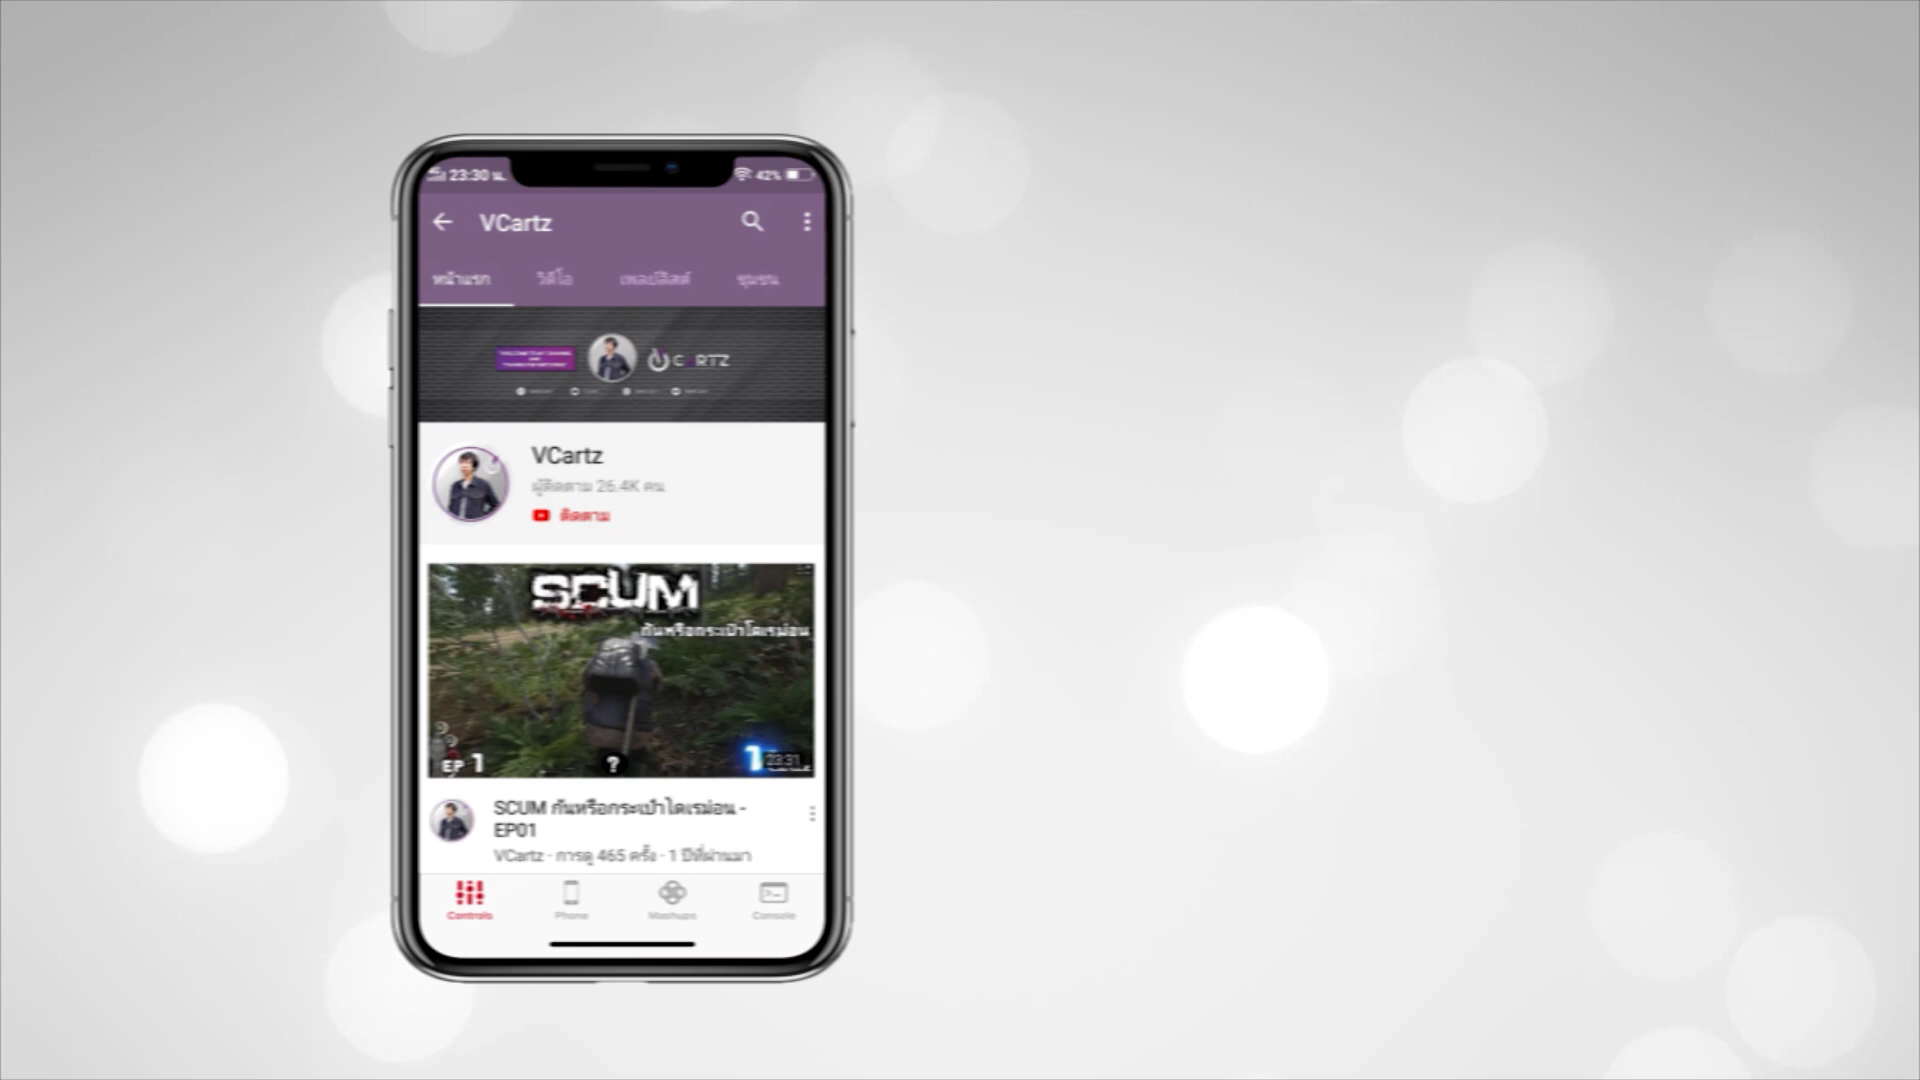 23:30 น.
42%
VCartz
หน้าแรก วิดีโอ เพลย์ลิสต์ ชุมชน
VCartz
ผู้ติดตาม 26.4K คน
ติดตาม
SCUM
กันหรือกระเป๋าโดเรม่อน
EP 1
?
23:31
SCUM กันหรือกระเป๋าโดเรม่อน -
EP01
VCartz · การดู 465 ครั้ง · 1 ปีที่ผ่านมา
Controls Phone Mashups Console